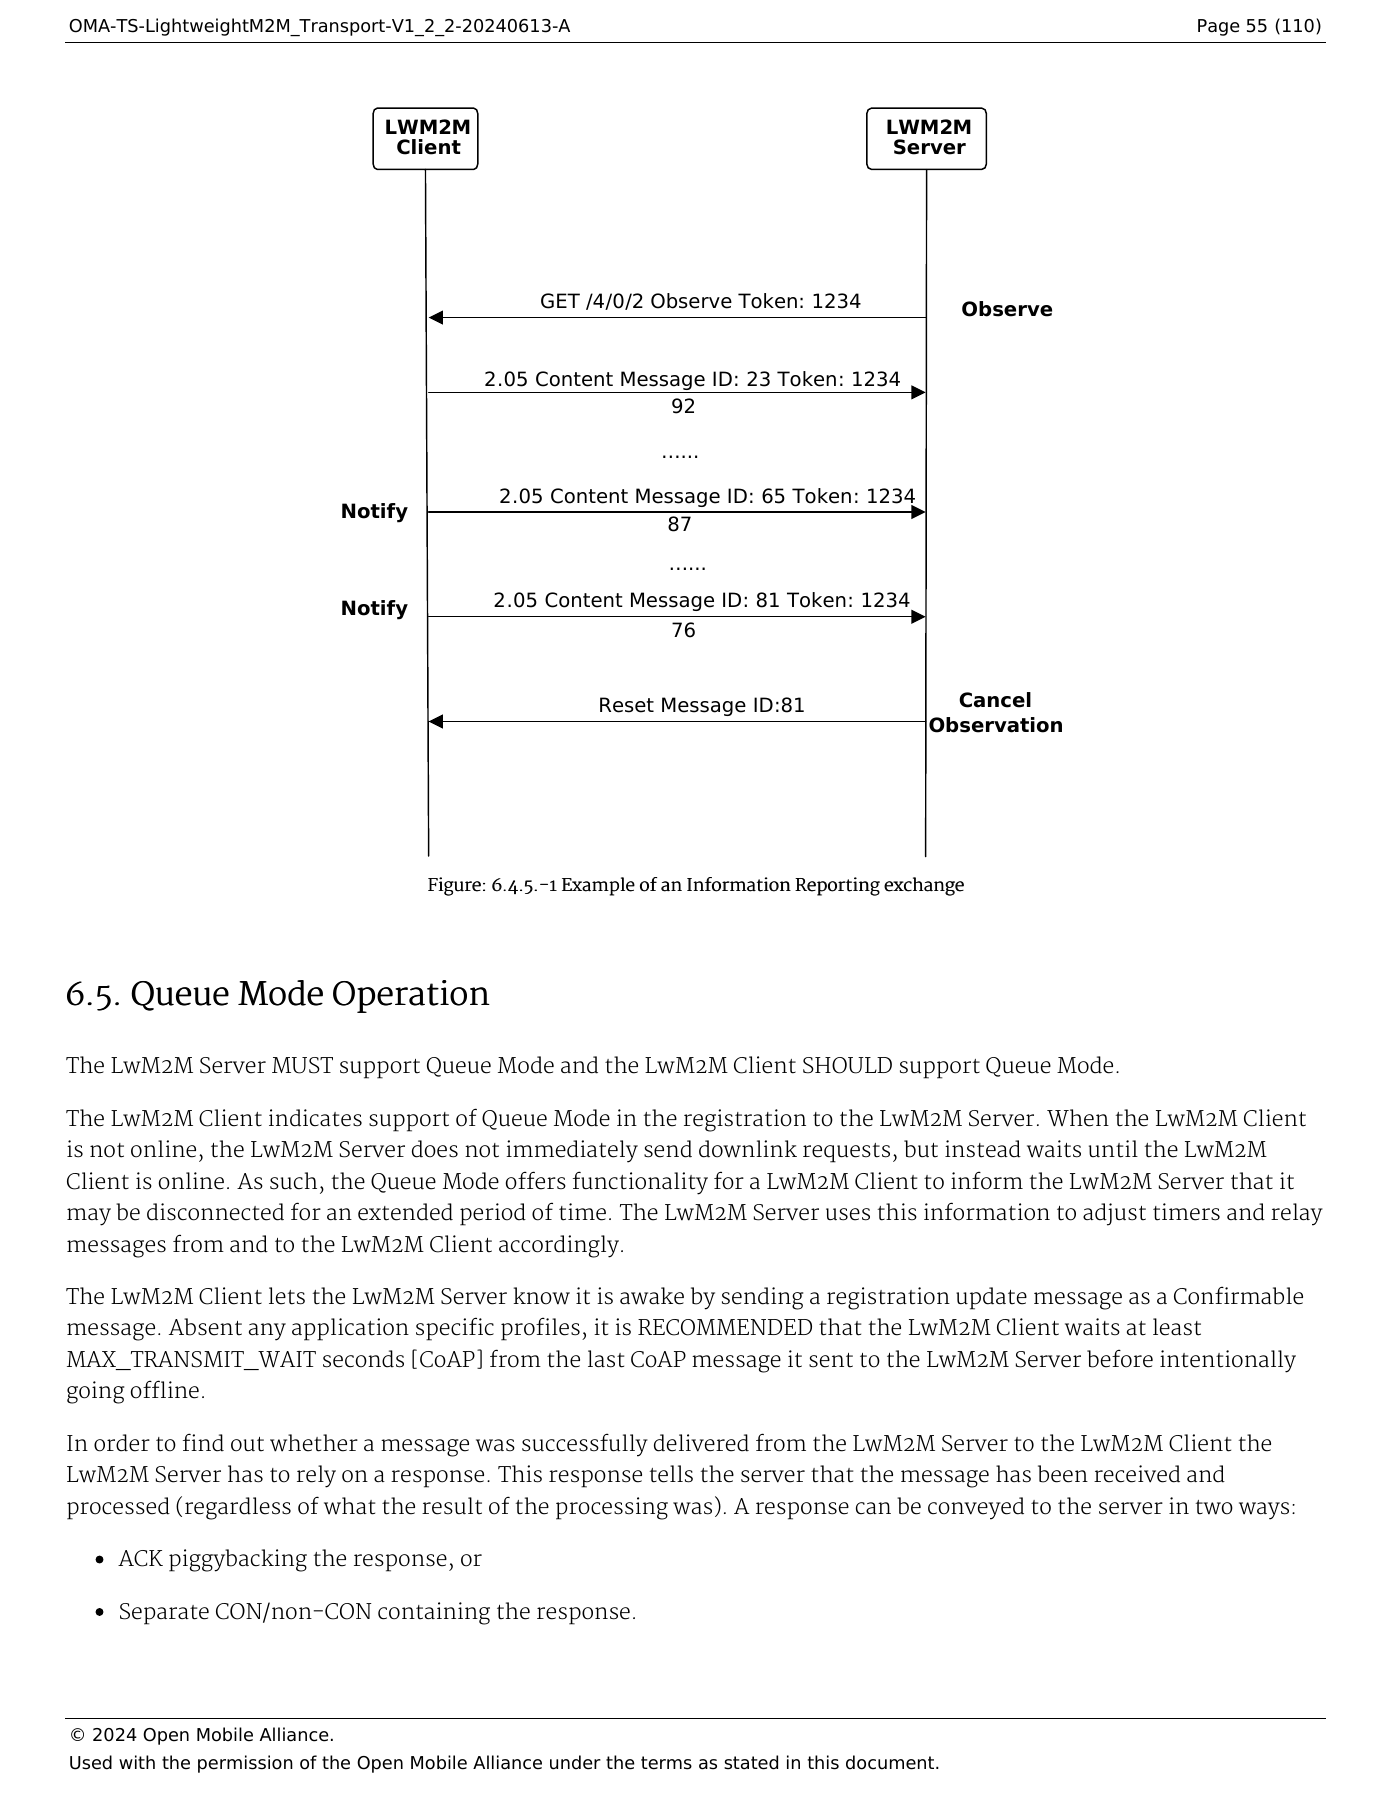 OMA-TS-LightweightM2M_Transport-V1_2_2-20240613-A Page 55 (110)
LWM2M
Client
LWM2M
Server
GET /4/0/2 Observe Token: 1234
Observe
2.05 Content Message ID: 23 Token: 1234
92
......
2.05 Content Message ID: 65 Token: 1234
Notify
87
......
2.05 Content Message ID: 81 Token: 1234
Notify
76
Reset Message ID:81
Cancel
Observation
Figure: 6.4.5.-1 Example of an Information Reporting exchange
6.5. Queue Mode Operation
The LwM2M Server MUST support Queue Mode and the LwM2M Client SHOULD support Queue Mode.
The LwM2M Client indicates support of Queue Mode in the registration to the LwM2M Server. When the LwM2M Client
is not online, the LwM2M Server does not immediately send downlink requests, but instead waits until the LwM2M
Client is online. As such, the Queue Mode offers functionality for a LwM2M Client to inform the LwM2M Server that it
may be disconnected for an extended period of time. The LwM2M Server uses this information to adjust timers and relay
messages from and to the LwM2M Client accordingly.
The LwM2M Client lets the LwM2M Server know it is awake by sending a registration update message as a Confirmable
message. Absent any application specific profiles, it is RECOMMENDED that the LwM2M Client waits at least
MAX_TRANSMIT_WAIT seconds [CoAP] from the last CoAP message it sent to the LwM2M Server before intentionally
going offline.
In order to find out whether a message was successfully delivered from the LwM2M Server to the LwM2M Client the
LwM2M Server has to rely on a response. This response tells the server that the message has been received and
processed (regardless of what the result of the processing was). A response can be conveyed to the server in two ways:
• ACK piggybacking the response, or
• Separate CON/non-CON containing the response.
© 2024 Open Mobile Alliance.
Used with the permission of the Open Mobile Alliance under the terms as stated in this document.